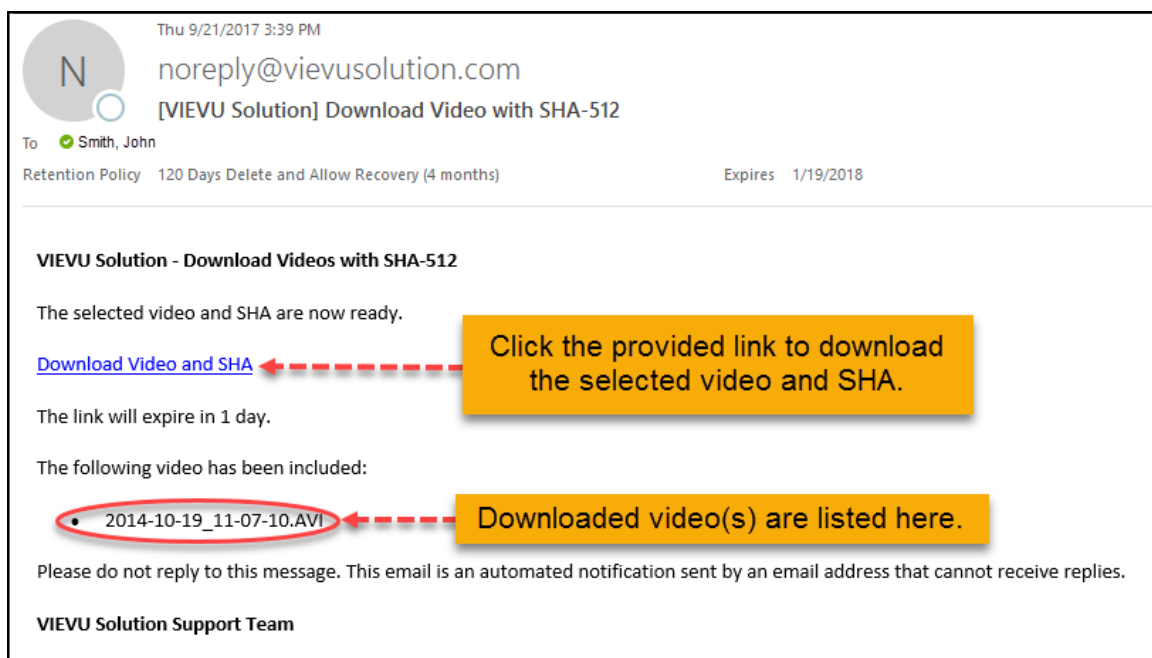 Thu 9/21/2017 3:39 PM
N
noreply@vievusolution.com
[VIEVU Solution] Download Video with SHA-512
To Smith, John
Retention Policy 120 Days Delete and Allow Recovery (4 months) Expires 1/19/2018
VIEVU Solution - Download Videos with SHA-512
The selected video and SHA are now ready.
Click the provided link to download
the selected video and SHA.
Download Video and SHA
The link will expire in 1 day.
The following video has been included:
• 2014-10-19_11-07-10.AVI
Downloaded video(s) are listed here.
Please do not reply to this message. This email is an automated notification sent by an email address that cannot receive replies.
VIEVU Solution Support Team